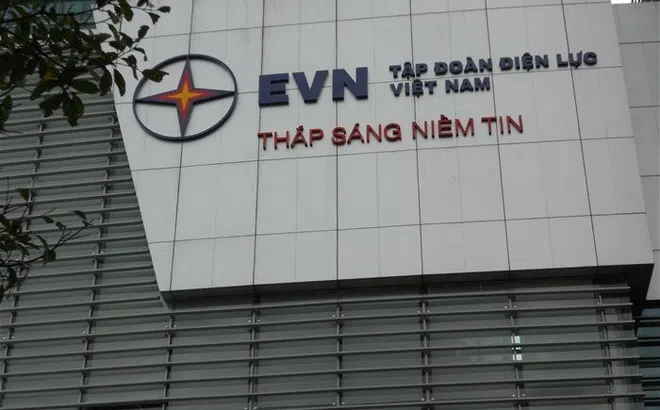 EVN
TẬP ĐOÀN ĐIỆN LỰC
VIỆT NAM
THẮP SÁNG NIỀM TIN